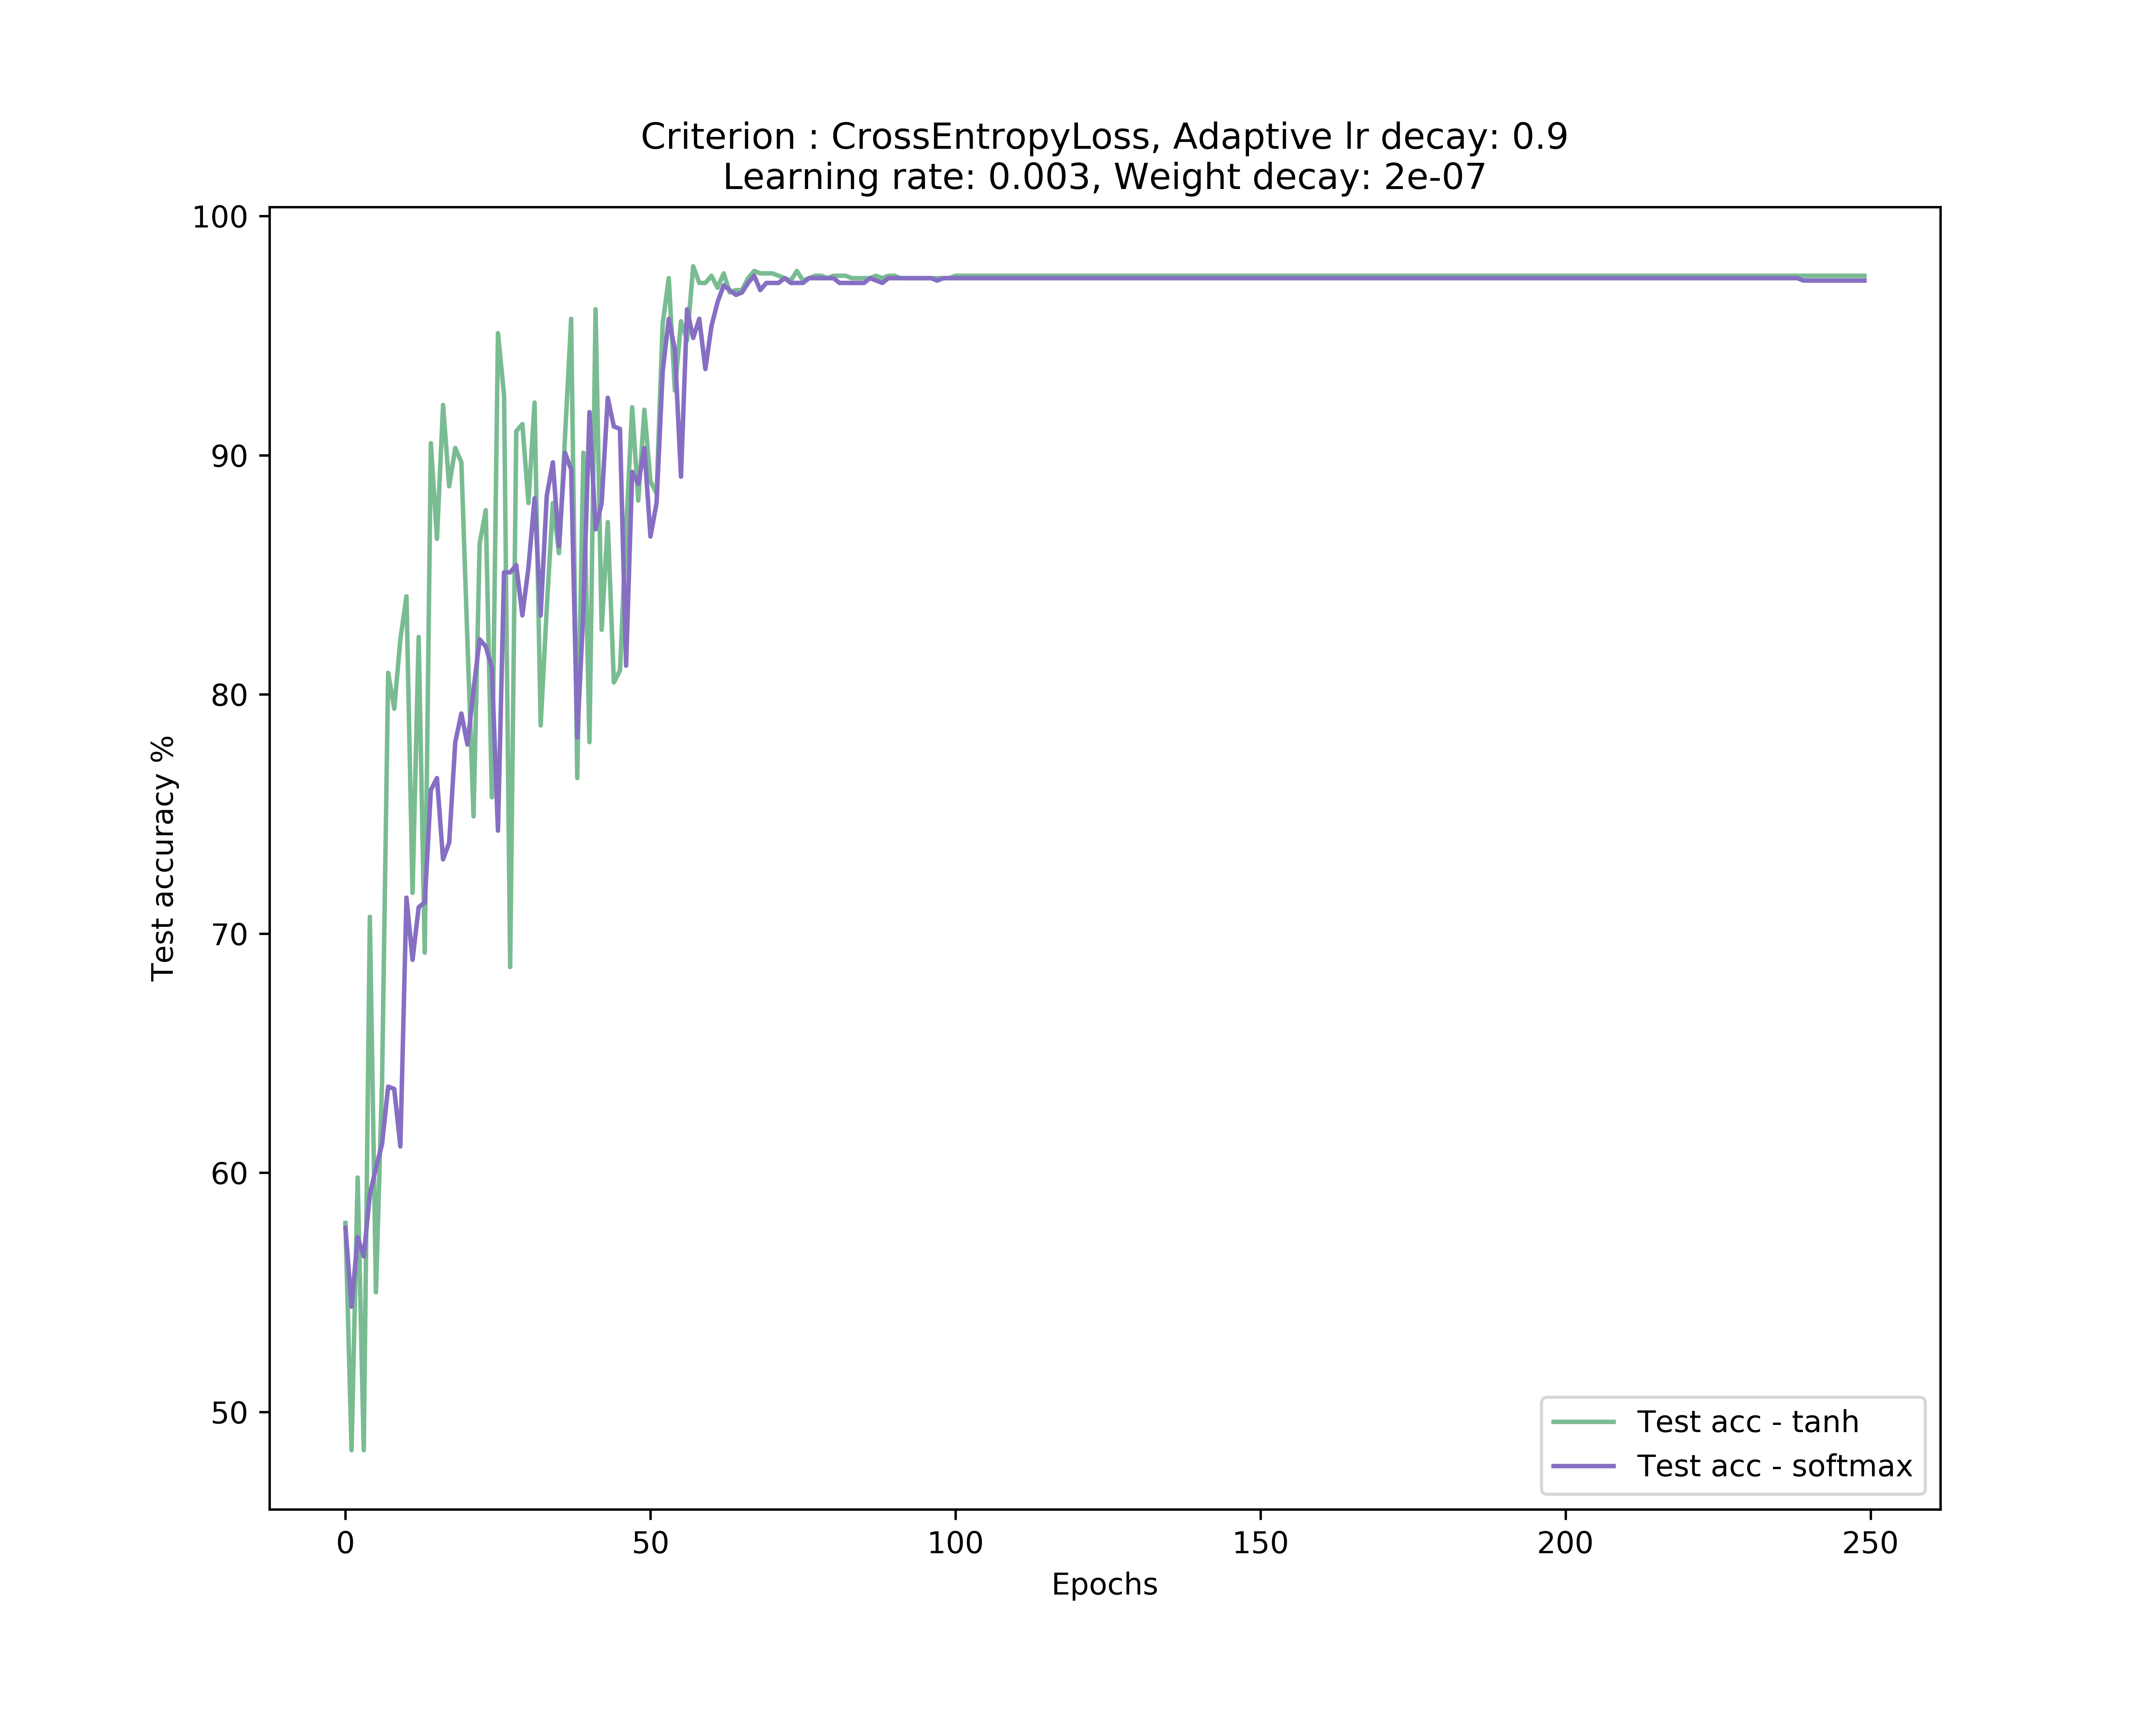 Criterion : CrossEntropyLoss, Adaptive lr decay: 0.9
Learning rate: 0.003, Weight decay: 2e-07
100
90
80
70
60
50
Test accuracy %
0
50
100
150
200
250
Epochs
Test acc - tanh
Test acc - softmax